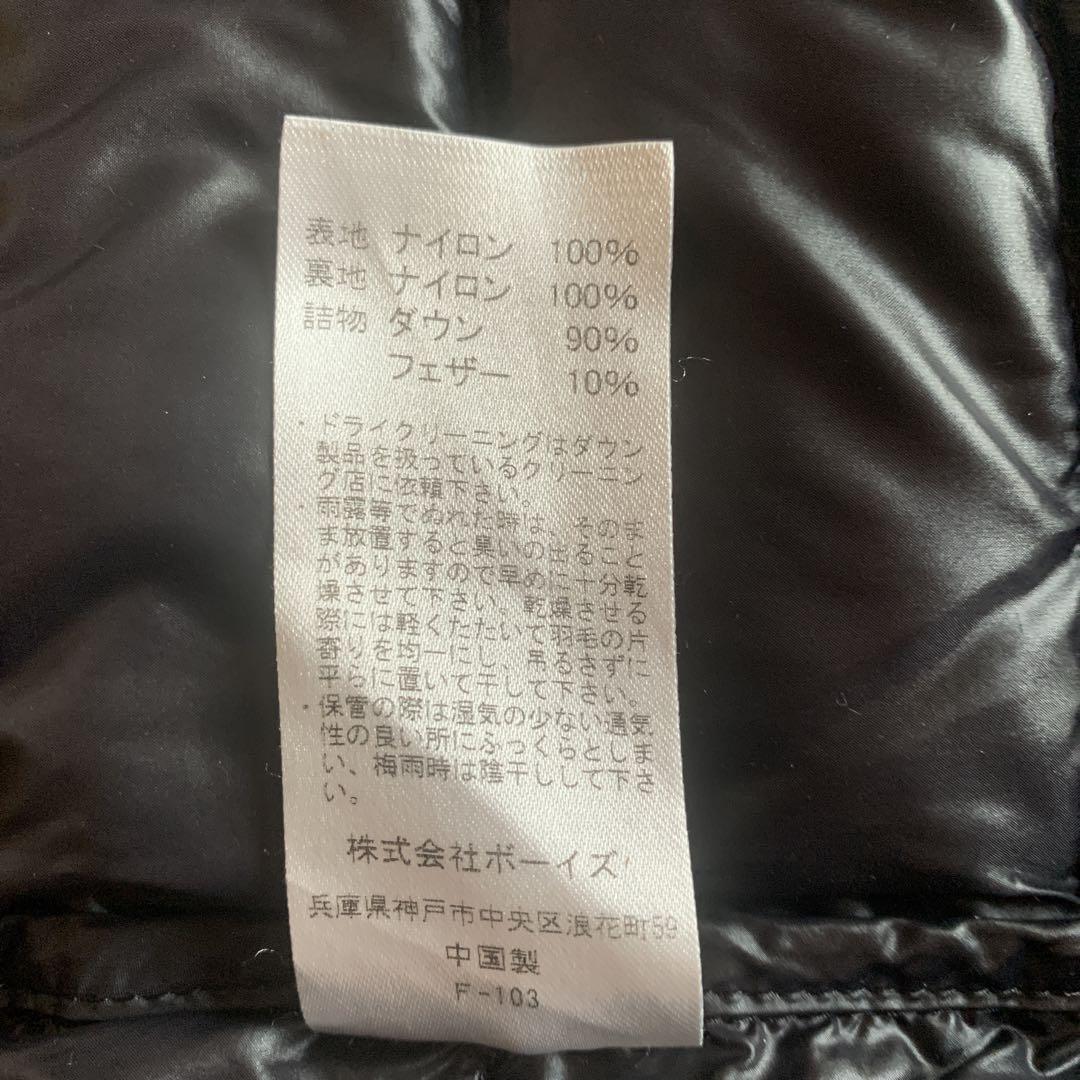 表地 ナイロン 100%
裏地 ナイロン 100%
詰物 ダウン 90%
フェザー 10%
・ドライクリーニングはダウン
製品を扱っているクリーニン
グ店に依頼下さい。
・雨霧等でぬれた時は、そのま
ま放置すると臭いの出ること
がありますので早めに十分乾
燥させて下さい。乾燥させる
際には軽くたたいて羽毛の片
寄りを均一にし、吊るさずに
平らに置いて干して下さい。
・保管の際は湿気の少ない通気
性の良い所にふっくらとしま
い、梅雨時は陰干しして下さ
い。
株式会社ボーイズ
兵庫県神戸市中央区浪花町59
中国製
F-103